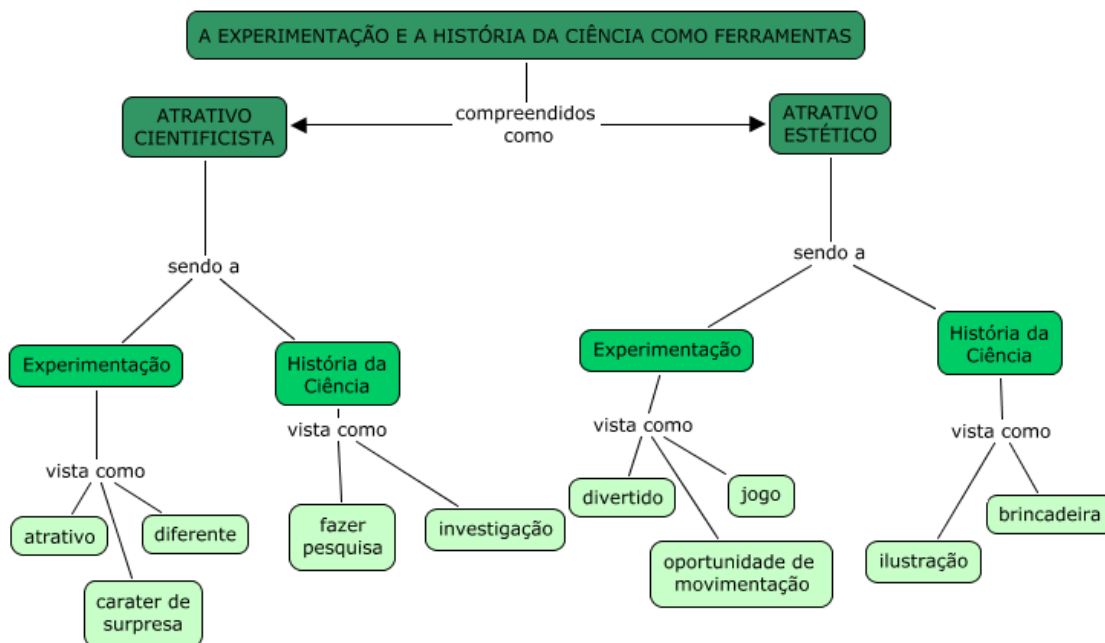 A EXPERIMENTAÇÃO E A HISTÓRIA DA CIÊNCIA COMO FERRAMENTAS
compreendidos
como
ATRATIVO
CIENTIFICISTA
ATRATIVO
ESTÉTICO
sendo a
Experimentação
História da
Ciência
vista como
atrativo
diferente
carater de
surpresa
vista como
fazer
pesquisa
investigação
sendo a
Experimentação
História da
Ciência
vista como
divertido
jogo
oportunidade de
movimentação
vista como
brincadeira
ilustração